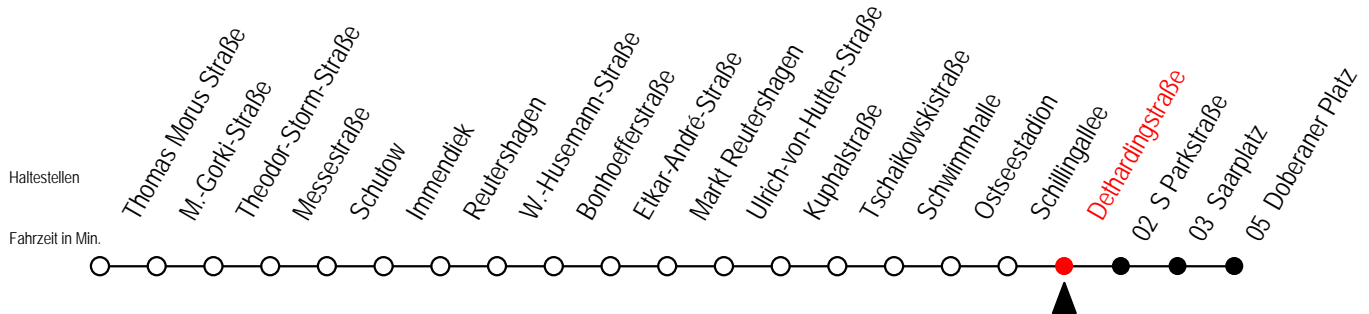 Haltestellen
Fahrzeit in Min.
Thomas Morus Straße
M.-Gorki-Straße
Theodor-Storm-Straße
Messestraße
Schutow
Immendiek
Reutershagen
W.-Husemann-Straße
Bonhoefferstraße
Etkar-André-Straße
Markt Reutershagen
Ulrich-von-Hutten-Straße
Kuphalstraße
Tschaikowskistraße
Schwimmhalle
Ostseestadion
Schillingallee
Dethardingstraße
02 S Parkstraße
03 Saarplatz
05 Doberaner Platz